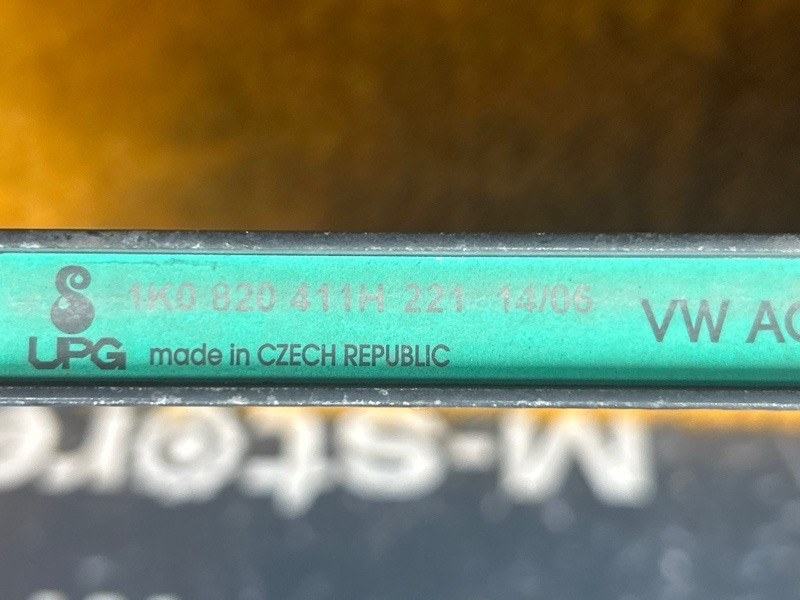 1K0 820 411H 221 14/06
VW AG
UPG made in CZECH REPUBLIC
M-Store